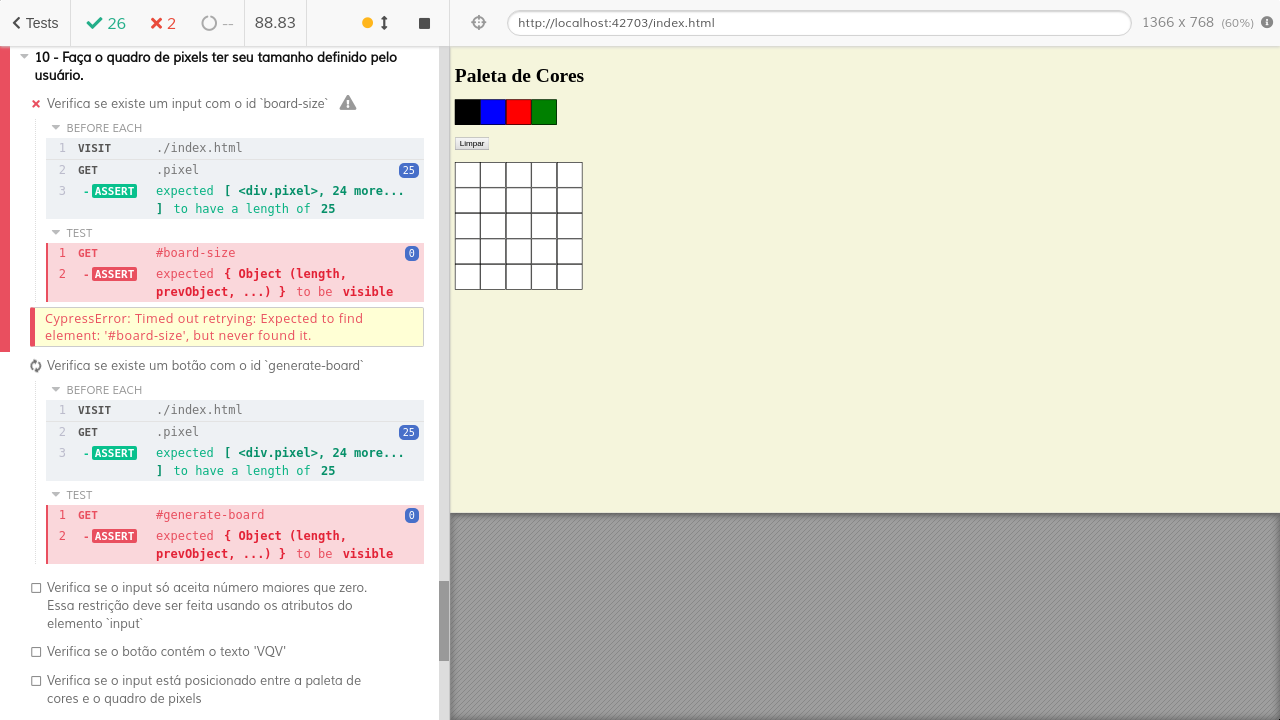 Tests
26
2
--
88.83
http://localhost:42703/index.html
1366 x 768 (60%)
10 - Faça o quadro de pixels ter seu tamanho definido pelo
usuário.
Verifica se existe um input com o id `board-size`
BEFORE EACH
1 VISIT ./index.html
2 GET .pixel 25
3 -ASSERT expected [ <div.pixel>, 24 more...
] to have a length of 25
TEST
1 GET #board-size 0
2 -ASSERT expected { Object (length,
prevObject, ...) } to be visible
CypressError: Timed out retrying: Expected to find
element: '#board-size', but never found it.
Verifica se existe um botão com o id `generate-board`
BEFORE EACH
1 VISIT ./index.html
2 GET .pixel 25
3 -ASSERT expected [ <div.pixel>, 24 more...
] to have a length of 25
TEST
1 GET #generate-board 0
2 -ASSERT expected { Object (length,
prevObject, ...) } to be visible
Verifica se o input só aceita número maiores que zero.
Essa restrição deve ser feita usando os atributos do
elemento `input`
Verifica se o botão contém o texto 'VQV'
Verifica se o input está posicionado entre a paleta de
cores e o quadro de pixels
Paleta de Cores
Limpar